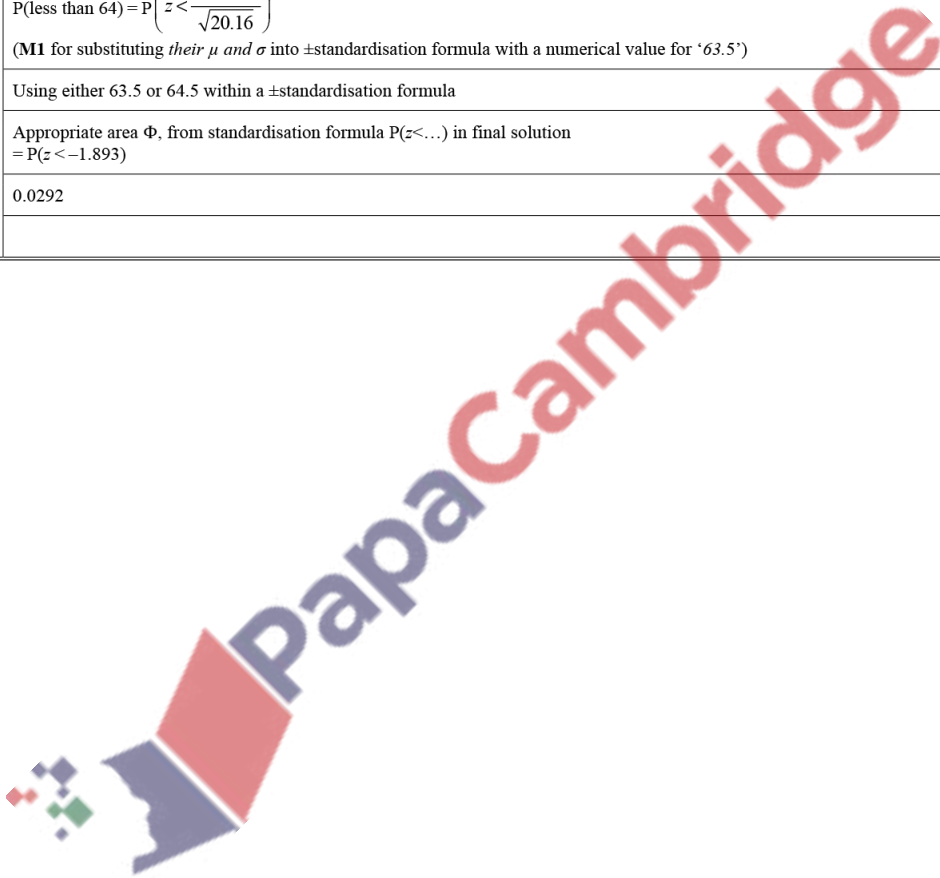 P(less than 64) = P( z < / √20.16 )
(M1 for substituting their μ and σ into ±standardisation formula with a numerical value for ‘63.5’)
Using either 63.5 or 64.5 within a ±standardisation formula
Appropriate area Φ, from standardisation formula P(z<…) in final solution
= P(z < –1.893)
0.0292
PapaCambridge